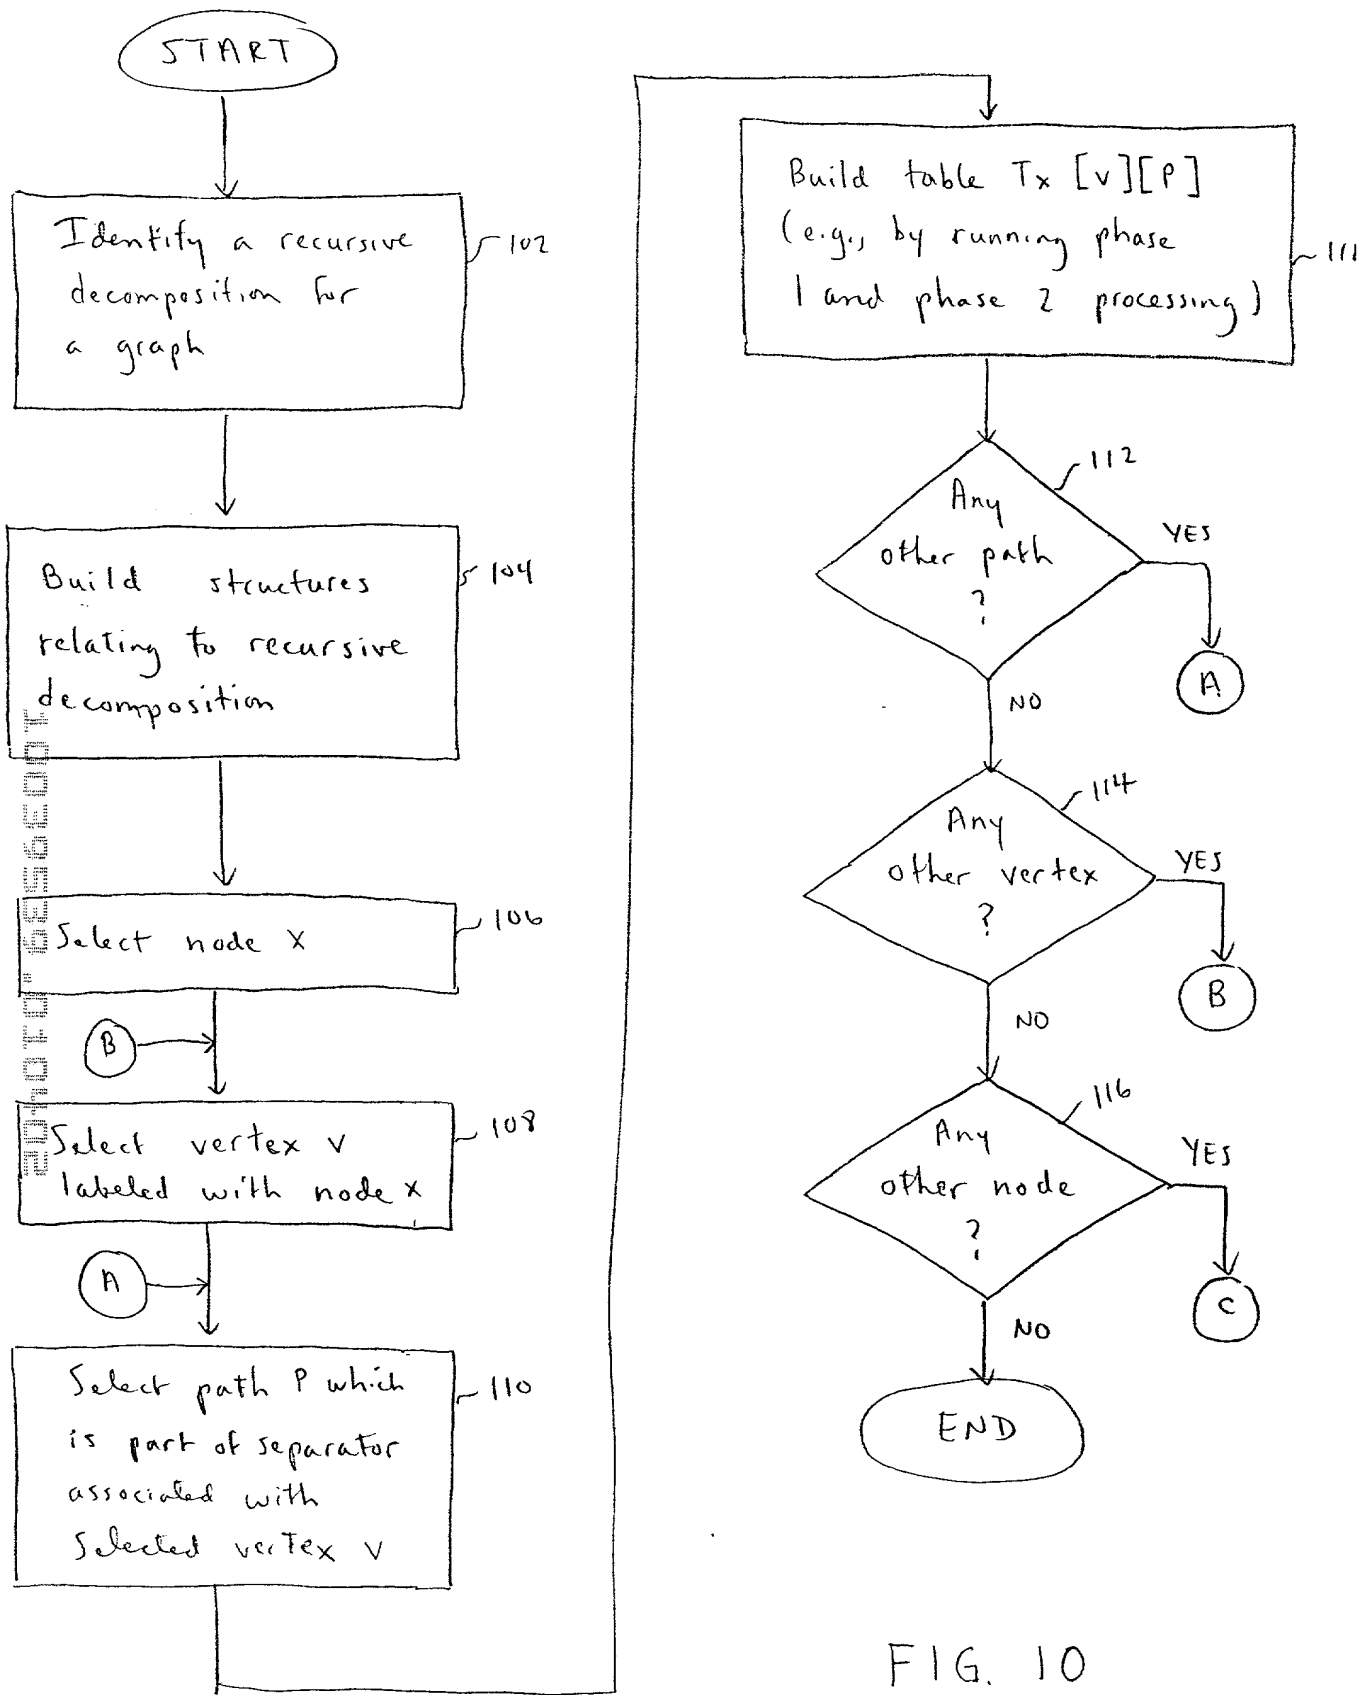 START
Identify a recursive
decomposition for
a graph
102
Build structures
relating to recursive
decomposition
104
Select node x
106
B
Select vertex v
labeled with node x
108
A
Select path P which
is part of separator
associated with
selected vertex v
110
Build table Tx [v][P]
(e.g., by running phase
1 and phase 2 processing)
111
Any
other path
?
112
YES
A
NO
Any
other vertex
?
114
YES
B
NO
Any
other node
?
116
YES
C
NO
END
FIG. 10
10039539.010402